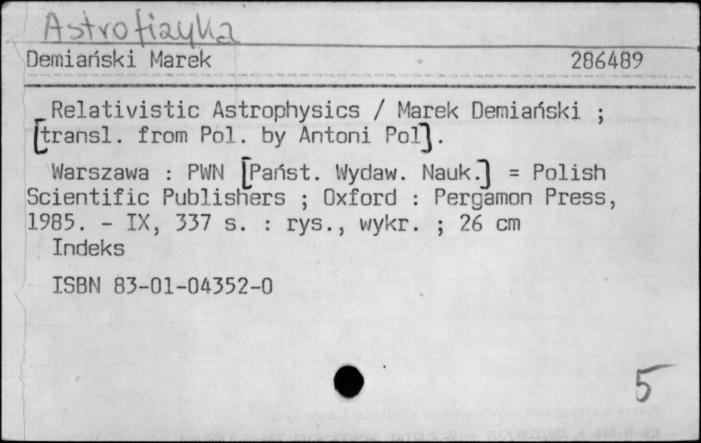 Astrofizyka
Demiański Marek 286489
Relativistic Astrophysics / Marek Demiański ;
[transl. from Pol. by Antoni Pol].
Warszawa : PWN [Państ. Wydaw. Nauk.] = Polish
Scientific Publishers ; Oxford : Pergamon Press,
1985. - IX, 337 s. : rys., wykr. ; 26 cm
Indeks
ISBN 83-01-04352-0
5